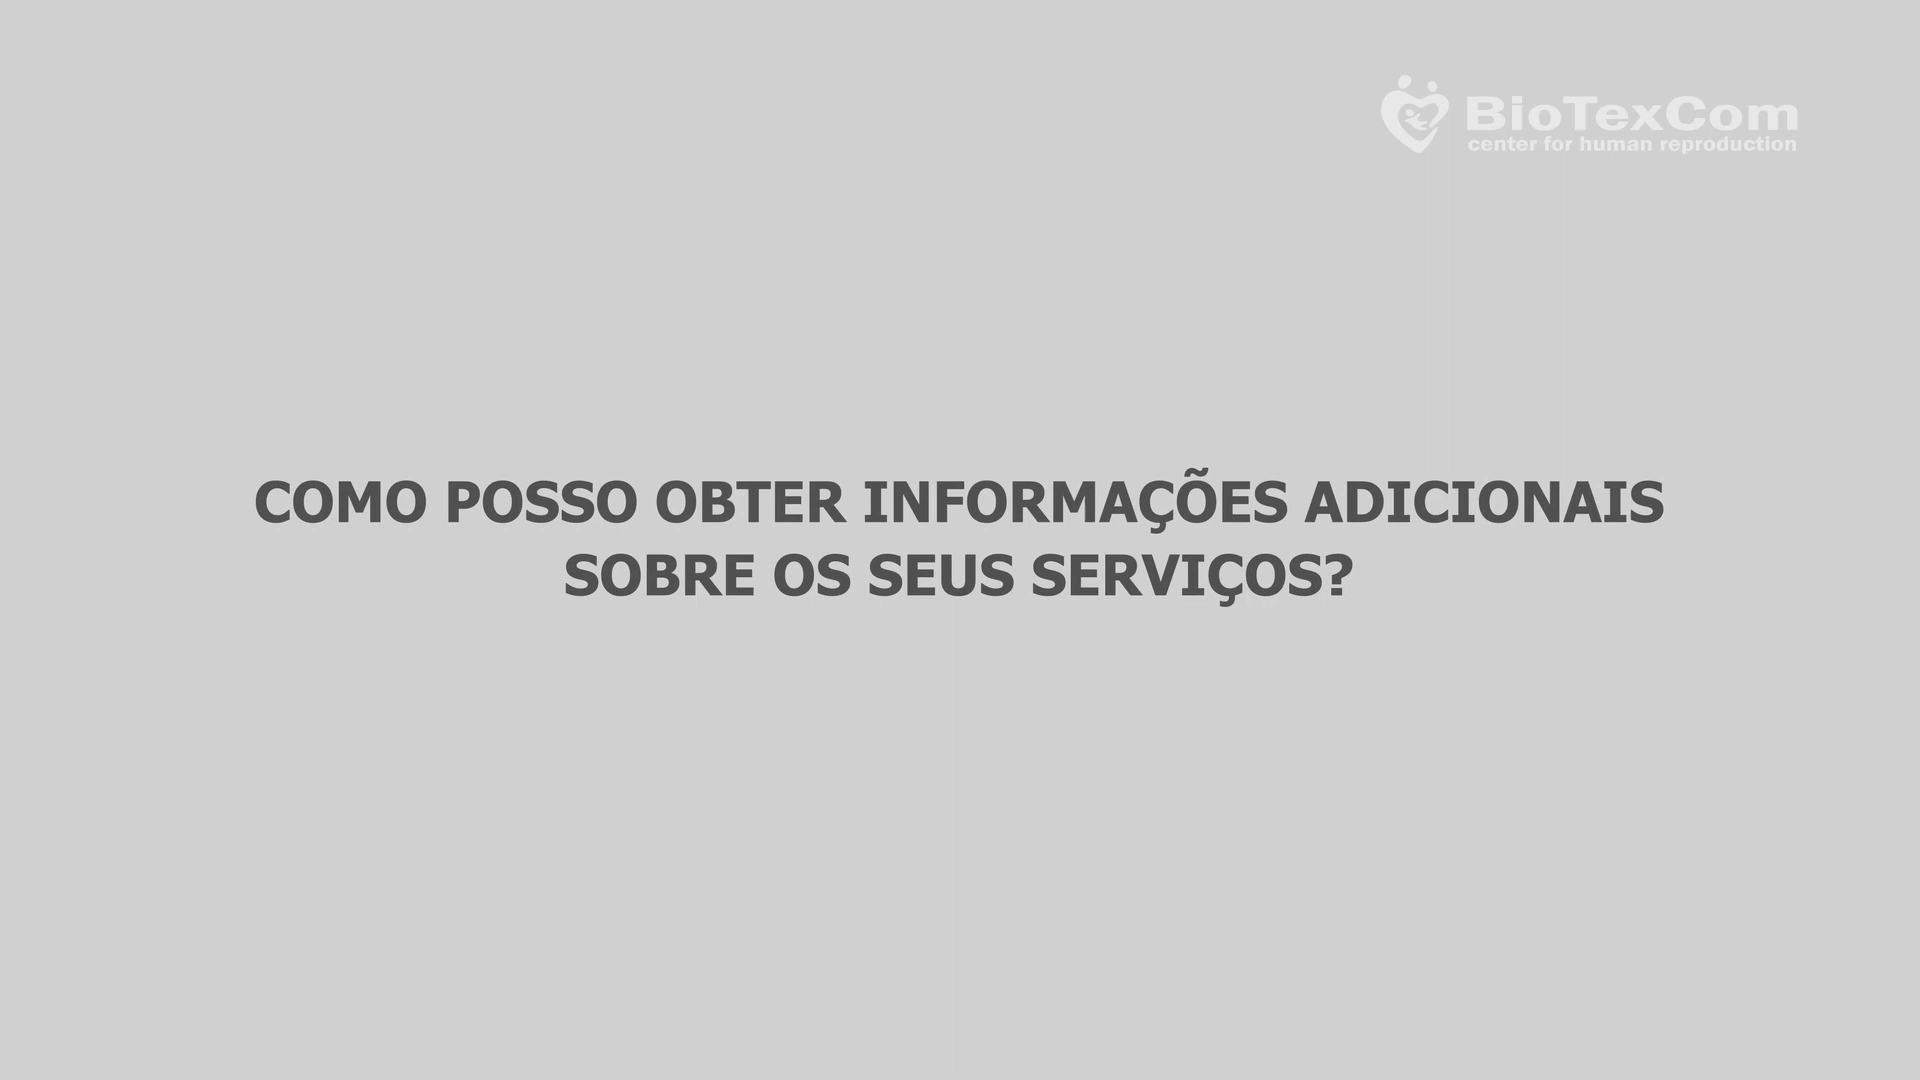 BioTexCom
center for human reproduction
COMO POSSO OBTER INFORMAÇÕES ADICIONAIS
SOBRE OS SEUS SERVIÇOS?